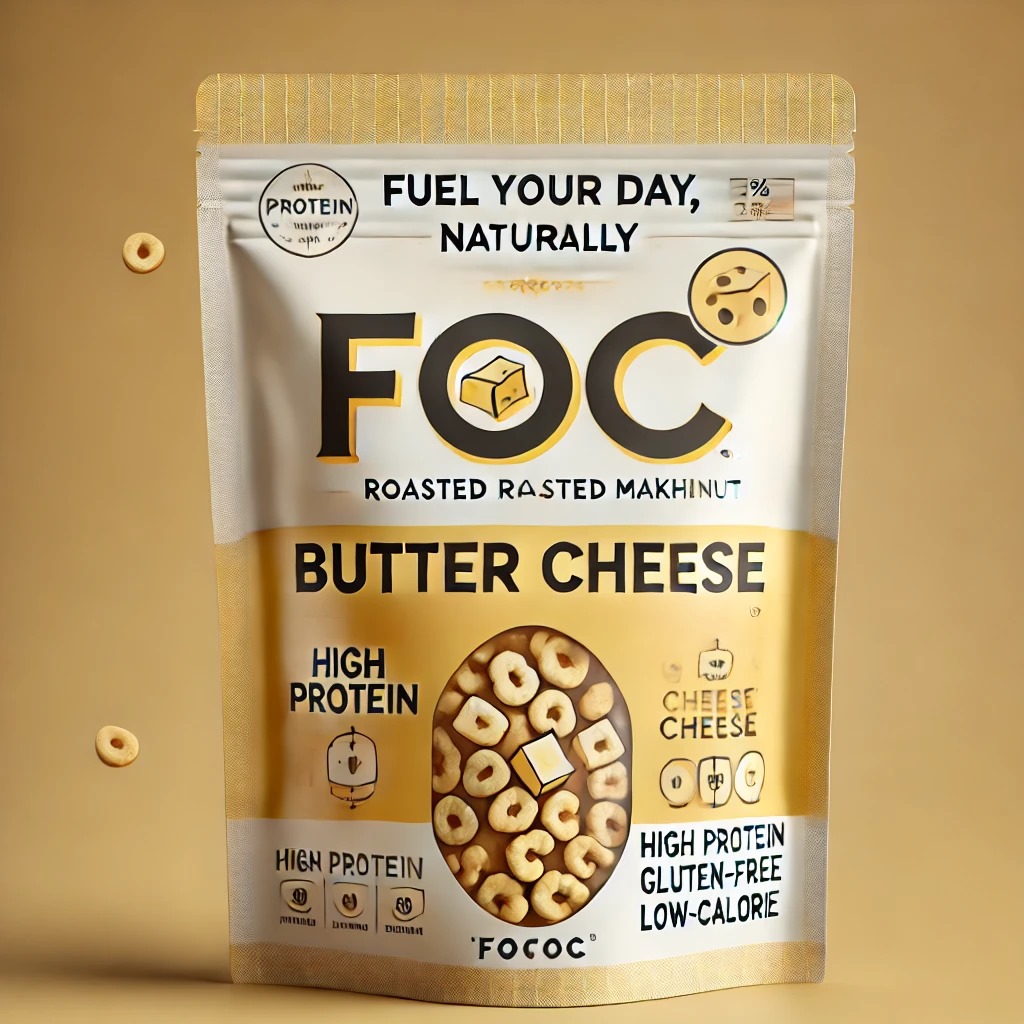 PROTEIN
FUEL YOUR DAY,
NATURALLY
%
FOC
ROASTED RASTED MAKHINUT
BUTTER CHEESE
HIGH
PROTEIN
CHEESE
CHEESE
HIGH PROTEIN
HIGH PROTEIN
GLUTEN-FREE
LOW-CALORIE
FOCOC